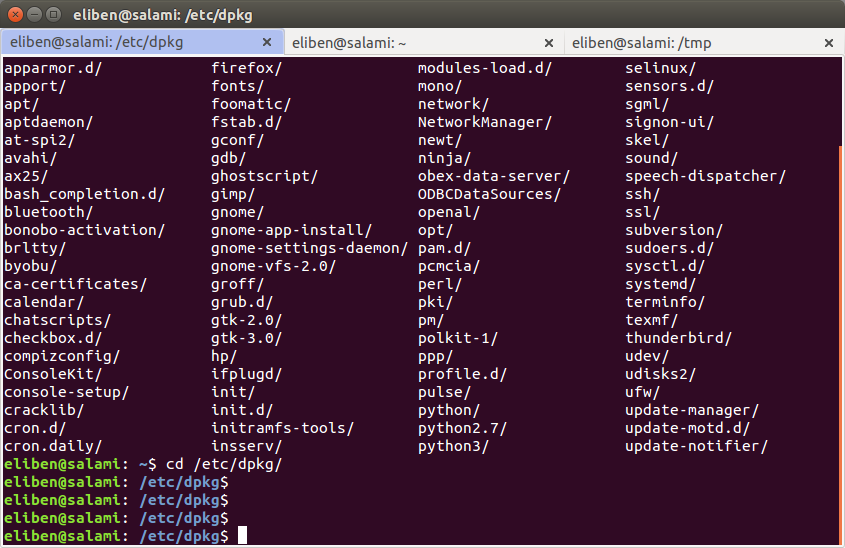 eliben@salami: /etc/dpkg
eliben@salami: /etc/dpkg × eliben@salami: ~ × eliben@salami: /tmp ×
apparmor.d/ firefox/ modules-load.d/ selinux/
apport/ fonts/ mono/ sensors.d/
apt/ foomatic/ network/ sgml/
aptdaemon/ fstab.d/ NetworkManager/ signon-ui/
at-spi2/ gconf/ newt/ skel/
avahi/ gdb/ ninja/ sound/
ax25/ ghostscript/ obex-data-server/ speech-dispatcher/
bash_completion.d/ gimp/ ODBCDataSources/ ssh/
bluetooth/ gnome/ openal/ ssl/
bonobo-activation/ gnome-app-install/ opt/ subversion/
brltty/ gnome-settings-daemon/ pam.d/ sudoers.d/
byobu/ gnome-vfs-2.0/ pcmcia/ sysctl.d/
ca-certificates/ groff/ perl/ systemd/
calendar/ grub.d/ pki/ terminfo/
chatscripts/ gtk-2.0/ pm/ texmf/
checkbox.d/ gtk-3.0/ polkit-1/ thunderbird/
compizconfig/ hp/ ppp/ udev/
ConsoleKit/ ifplugd/ profile.d/ udisks2/
console-setup/ init/ pulse/ ufw/
cracklib/ init.d/ python/ update-manager/
cron.d/ initramfs-tools/ python2.7/ update-motd.d/
cron.daily/ insserv/ python3/ update-notifier/
eliben@salami: ~$ cd /etc/dpkg/
eliben@salami: /etc/dpkg$
eliben@salami: /etc/dpkg$
eliben@salami: /etc/dpkg$
eliben@salami: /etc/dpkg$